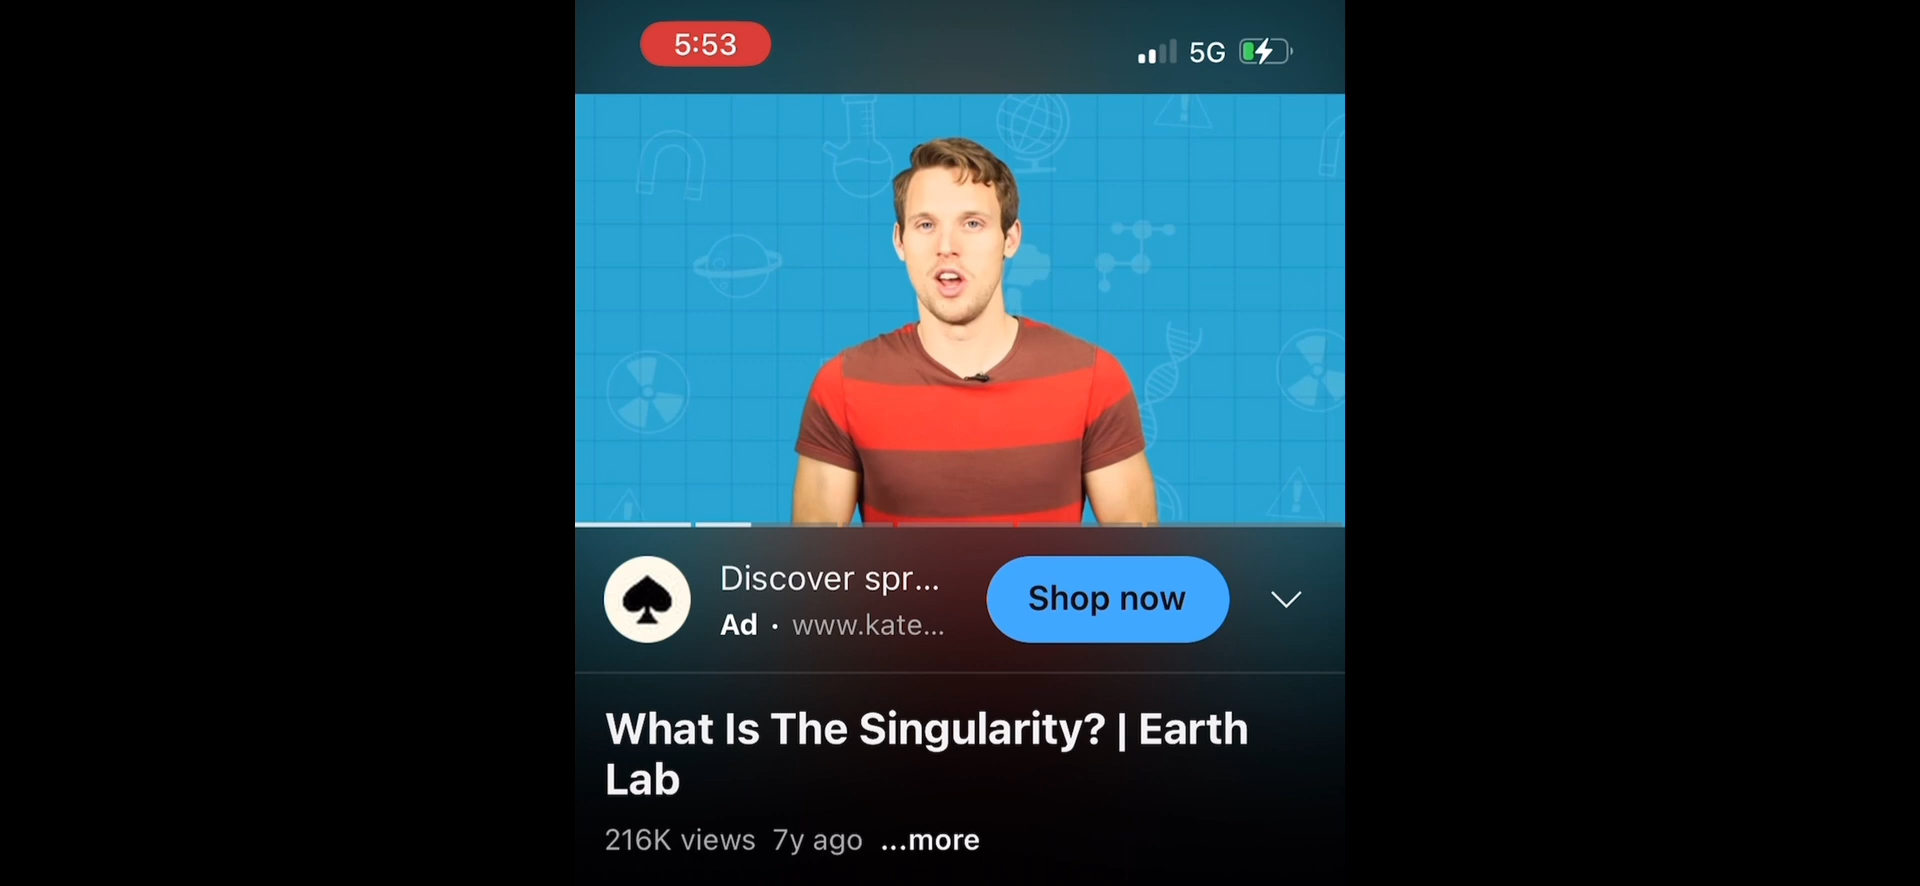 5:53
5G
Discover spr...
Ad · www.kate...
Shop now
What Is The Singularity? | Earth
Lab
216K views 7y ago ...more